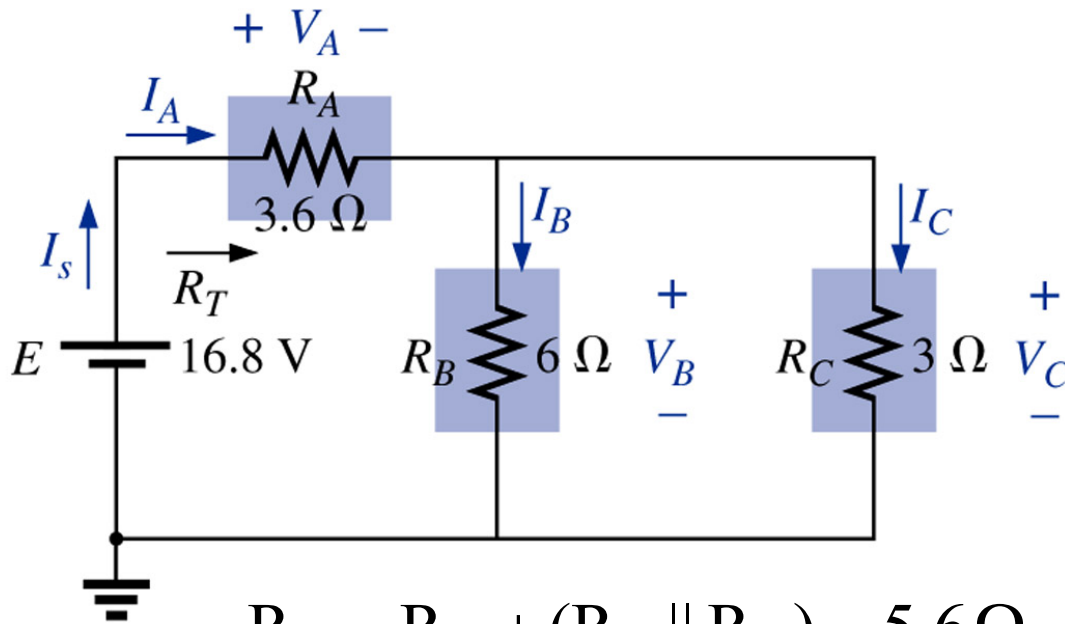 + V_A −
R_A
I_A
3.6 Ω
I_s
R_T
I_B
I_C
E
16.8 V
R_B
6 Ω
+
V_B
−
R_C
3 Ω
+
V_C
−